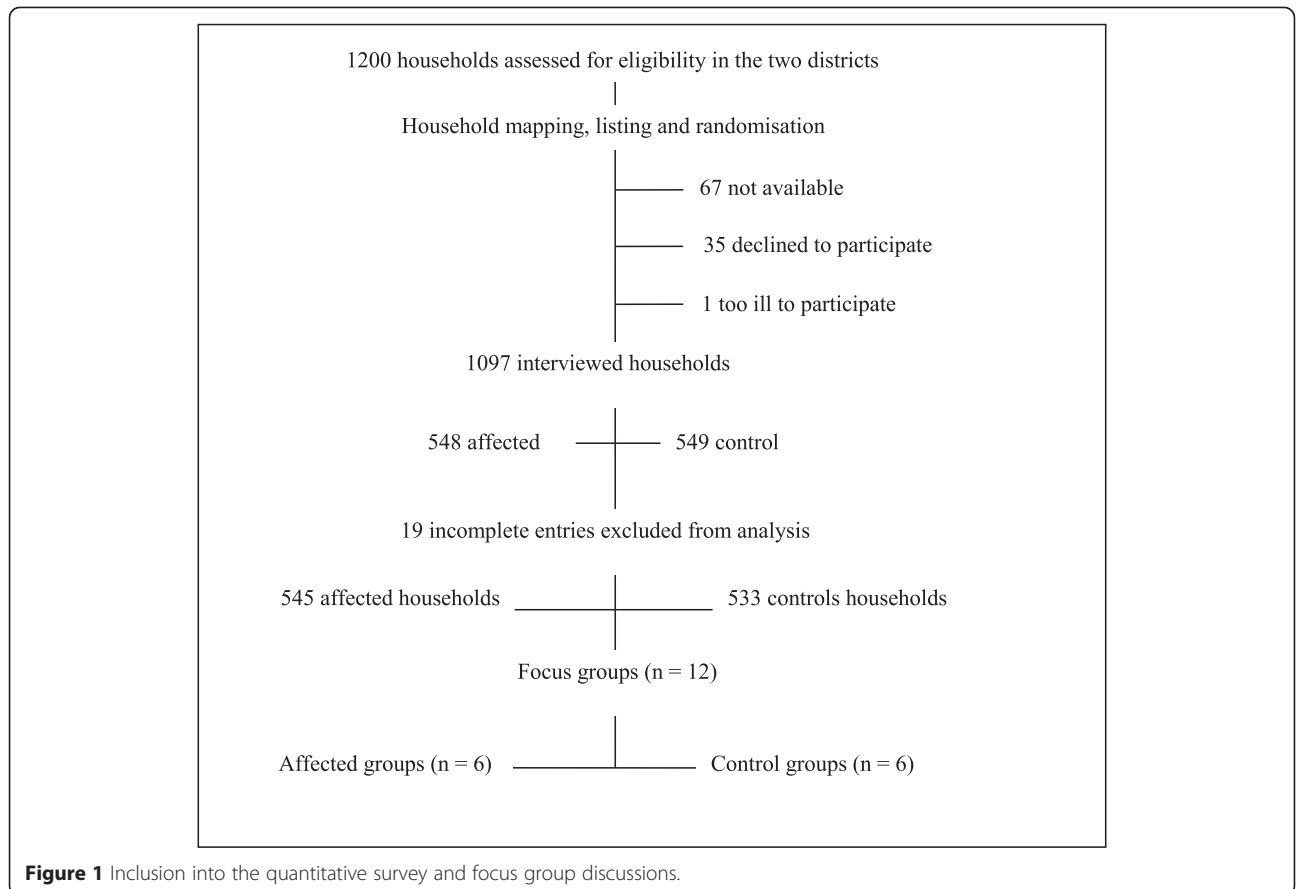 1200 households assessed for eligibility in the two districts
Household mapping, listing and randomisation
67 not available
35 declined to participate
1 too ill to participate
1097 interviewed households
548 affected
549 control
19 incomplete entries excluded from analysis
545 affected households
533 controls households
Focus groups (n = 12)
Affected groups (n = 6)
Control groups (n = 6)
Figure 1 Inclusion into the quantitative survey and focus group discussions.